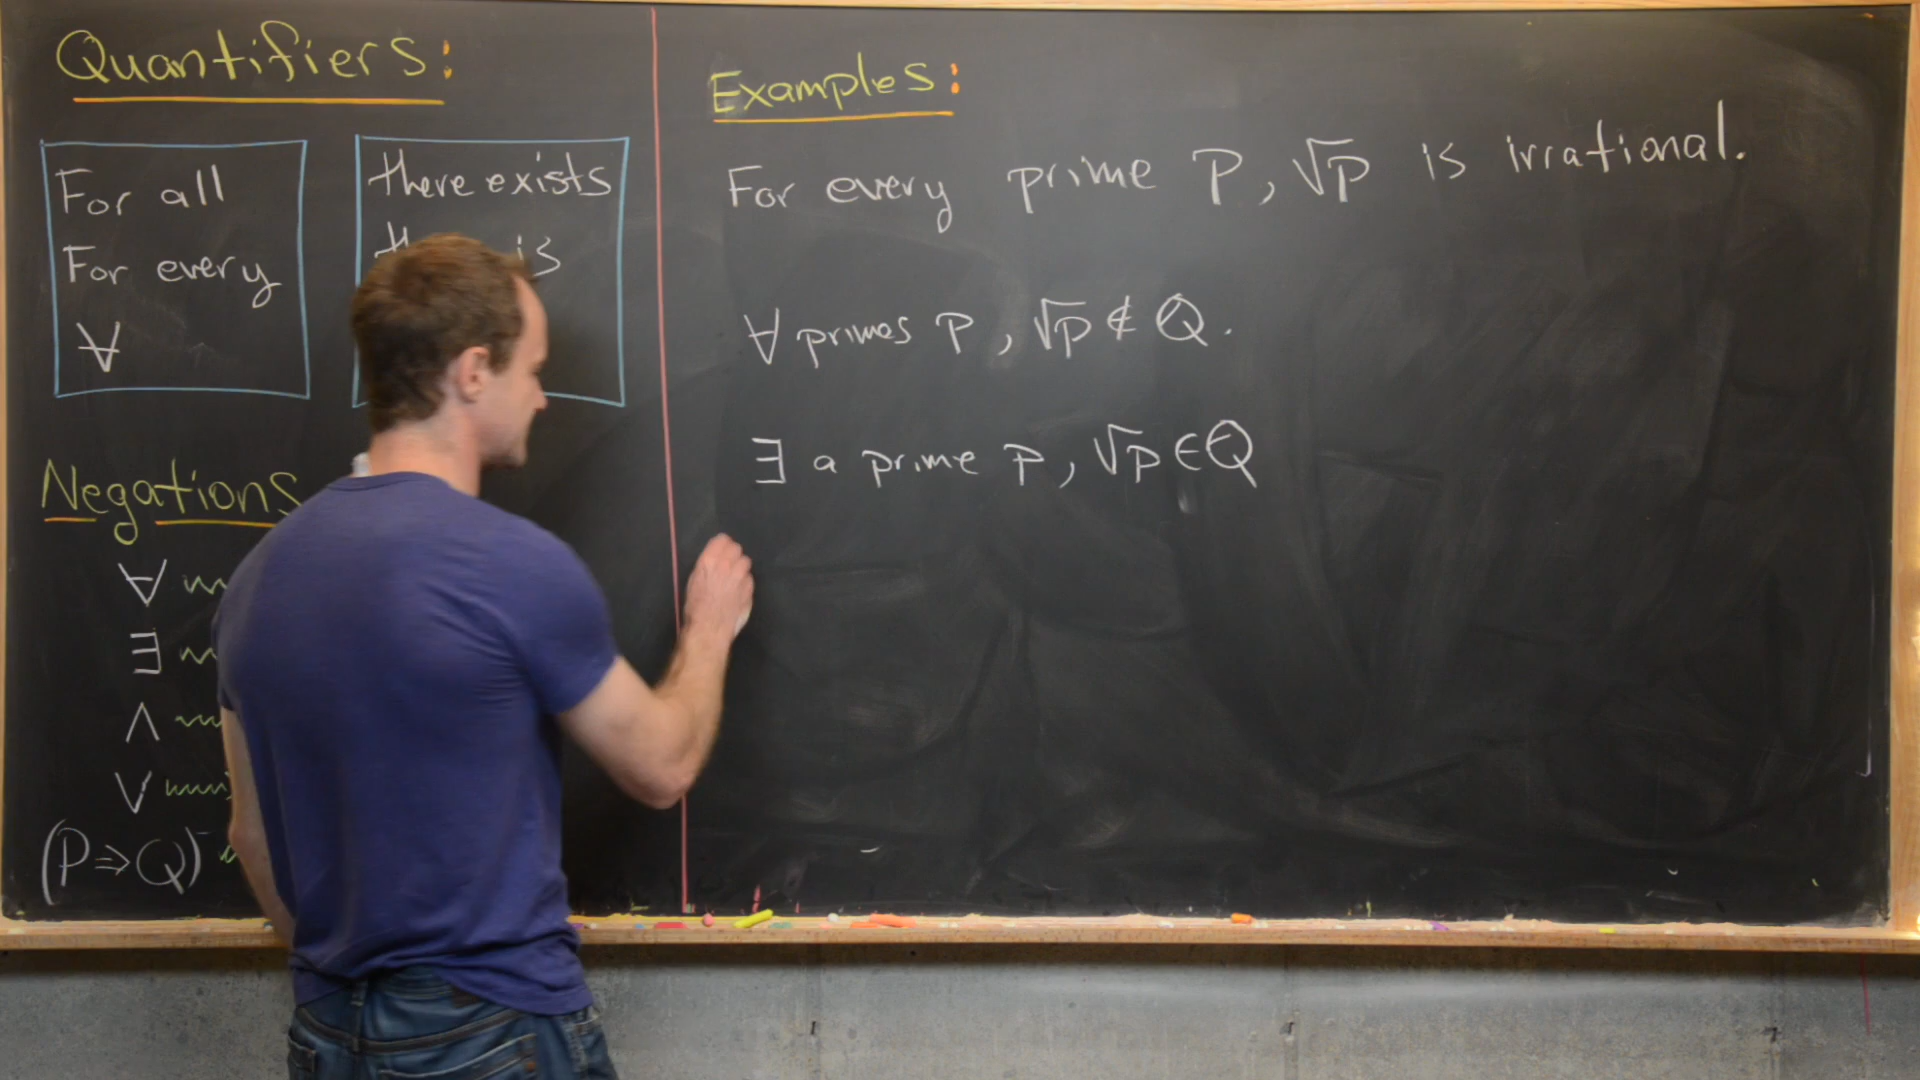 Quantifiers:
For all
For every
∀
there exists
is
Negations
∀
∃
∧
∨
(P⇒Q)
Examples:
For every prime P, √p is irrational.
∀ primes P, √p ∉ Q.
∃ a prime p, √p ∈ Q